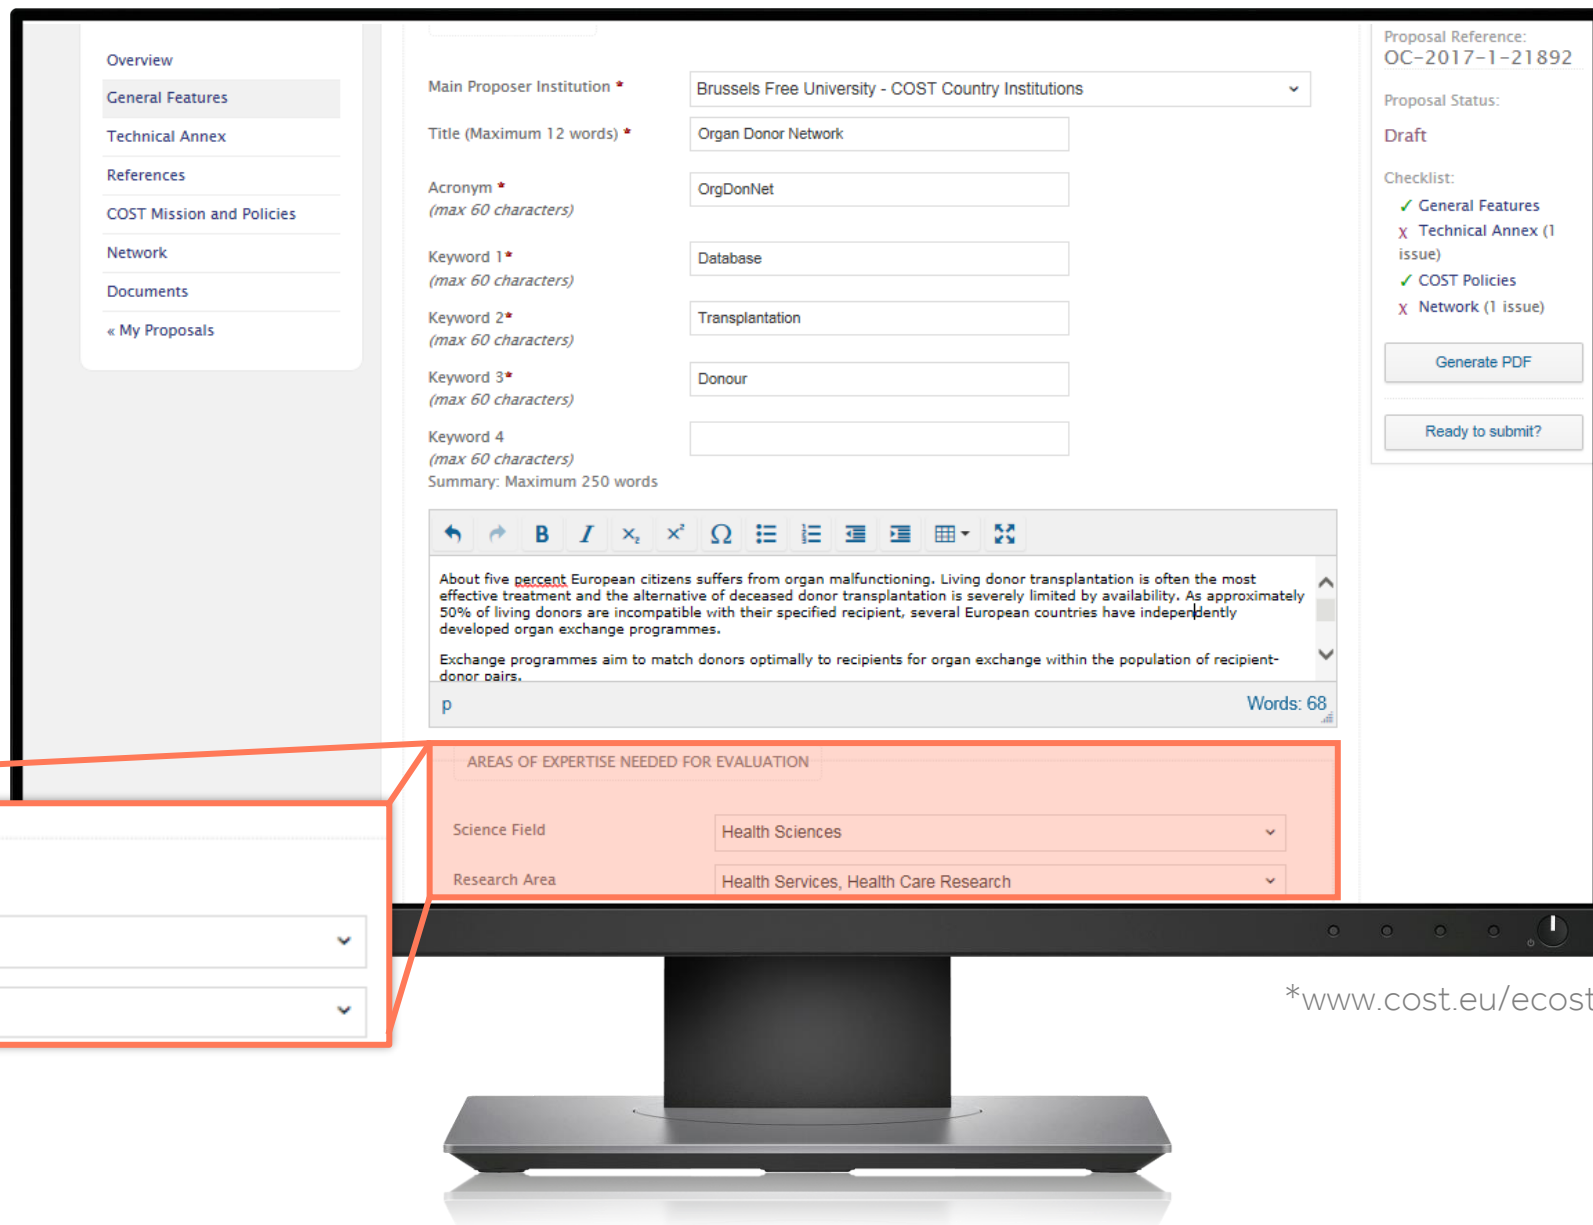 Overview
General Features
Technical Annex
References
COST Mission and Policies
Network
Documents
« My Proposals
Main Proposer Institution *
Brussels Free University - COST Country Institutions
Title (Maximum 12 words) *
Organ Donor Network
Acronym *
(max 60 characters)
OrgDonNet
Keyword 1*
(max 60 characters)
Database
Keyword 2*
(max 60 characters)
Transplantation
Keyword 3*
(max 60 characters)
Donour
Keyword 4
(max 60 characters)
Summary: Maximum 250 words
B I x₂ x² Ω
About five percent European citizens suffers from organ malfunctioning. Living donor transplantation is often the most
effective treatment and the alternative of deceased donor transplantation is severely limited by availability. As approximately
50% of living donors are incompatible with their specified recipient, several European countries have independently
developed organ exchange programmes.
Exchange programmes aim to match donors optimally to recipients for organ exchange within the population of recipient-
donor pairs.
p
Words: 68
AREAS OF EXPERTISE NEEDED FOR EVALUATION
Science Field
Health Sciences
Research Area
Health Services, Health Care Research
Proposal Reference:
OC-2017-1-21892
Proposal Status:
Draft
Checklist:
✓ General Features
x Technical Annex (1
issue)
✓ COST Policies
x Network (1 issue)
Generate PDF
Ready to submit?
*www.cost.eu/ecost